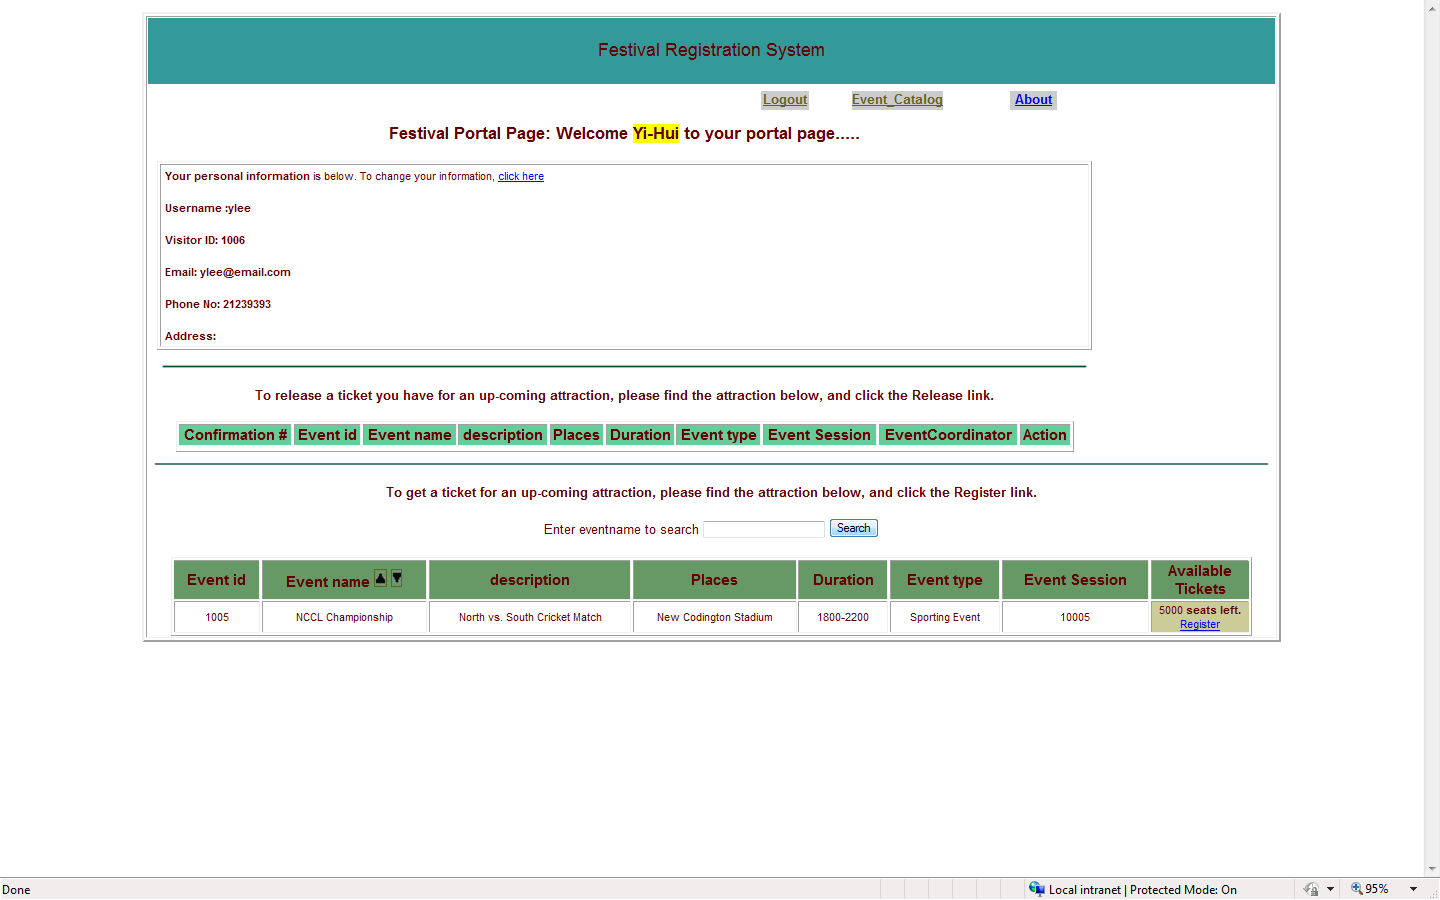 Festival Registration System
Logout Event_Catalog About
Festival Portal Page: Welcome Yi-Hui to your portal page.....
Your personal information is below. To change your information, click here
Username :ylee
Visitor ID: 1006
Email: ylee@email.com
Phone No: 21239393
Address:
To release a ticket you have for an up-coming attraction, please find the attraction below, and click the Release link.
Confirmation # Event id Event name description Places Duration Event type Event Session EventCoordinator Action
To get a ticket for an up-coming attraction, please find the attraction below, and click the Register link.
Enter eventname to search Search
Event id Event name description Places Duration Event type Event Session Available Tickets
1005 NCCL Championship North vs. South Cricket Match New Codington Stadium 1800-2200 Sporting Event 10005 5000 seats left.
Register
Done Local intranet | Protected Mode: On 95%